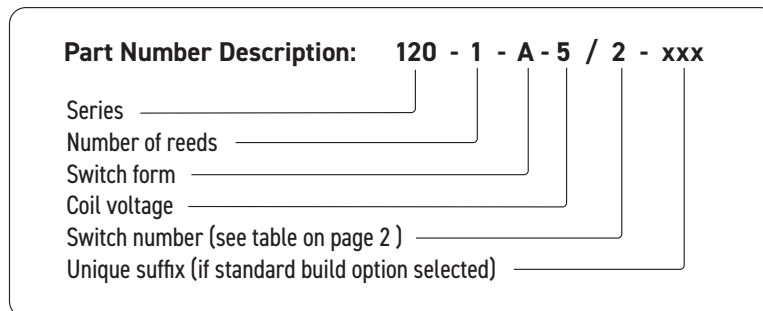 Part Number Description: 120 - 1 - A - 5 / 2 - xxx
Series
Number of reeds
Switch form
Coil voltage
Switch number (see table on page 2 )
Unique suffix (if standard build option selected)